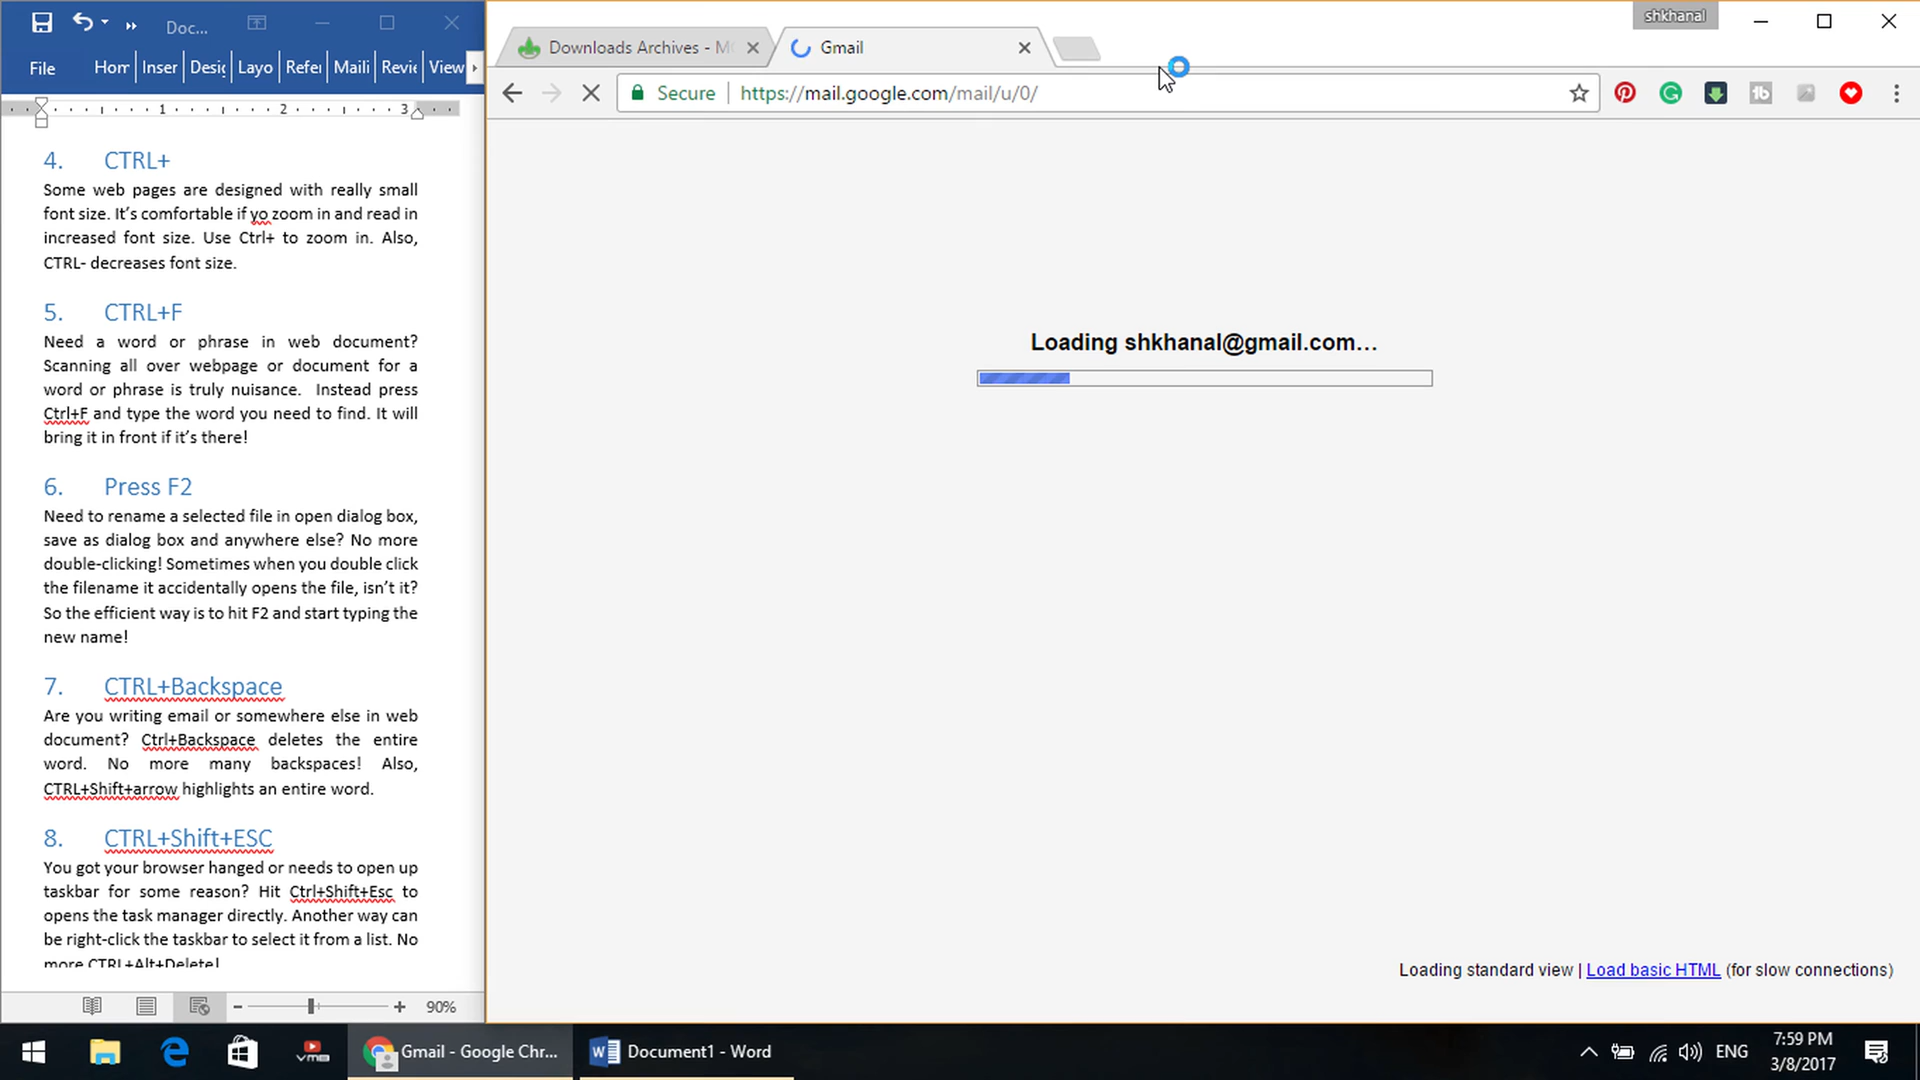 Doc...
File
Hom
Inser
Desig
Layo
Refer
Maili
Revie
View
1 2 3
4. CTRL+
Some web pages are designed with really small
font size. It's comfortable if yo zoom in and read in
increased font size. Use Ctrl+ to zoom in. Also,
CTRL- decreases font size.
5. CTRL+F
Need a word or phrase in web document?
Scanning all over webpage or document for a
word or phrase is truly nuisance. Instead press
Ctrl+F and type the word you need to find. It will
bring it in front if it's there!
6. Press F2
Need to rename a selected file in open dialog box,
save as dialog box and anywhere else? No more
double-clicking! Sometimes when you double click
the filename it accidentally opens the file, isn't it?
So the efficient way is to hit F2 and start typing the
new name!
7. CTRL+Backspace
Are you writing email or somewhere else in web
document? Ctrl+Backspace deletes the entire
word. No more many backspaces! Also,
CTRL+Shift+arrow highlights an entire word.
8. CTRL+Shift+ESC
You got your browser hanged or needs to open up
taskbar for some reason? Hit Ctrl+Shift+Esc to
opens the task manager directly. Another way can
be right-click the taskbar to select it from a list. No
more CTRL+Alt+Delete!
90%
shkhanal
Downloads Archives - M
Gmail
Secure
https://mail.google.com/mail/u/0/
Loading shkhanal@gmail.com...
Loading standard view | Load basic HTML (for slow connections)
Gmail - Google Chr...
Document1 - Word
ENG
7:59 PM
3/8/2017